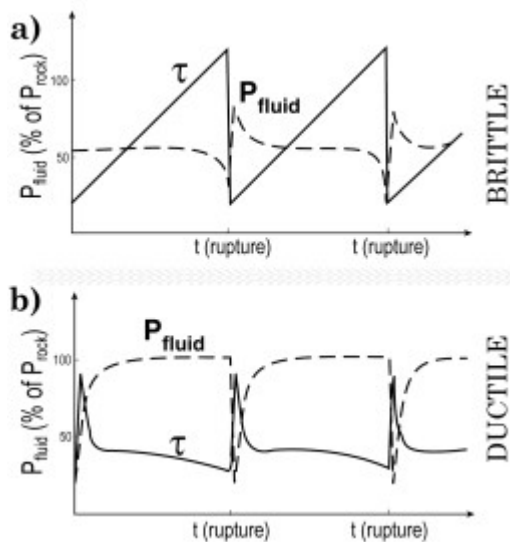 a)
P_fluid (% of P_rock)
100
50
τ
P_fluid
t (rupture)
t (rupture)
BRITTLE
b)
P_fluid (% of P_rock)
100
50
P_fluid
τ
t (rupture)
t (rupture)
DUCTILE